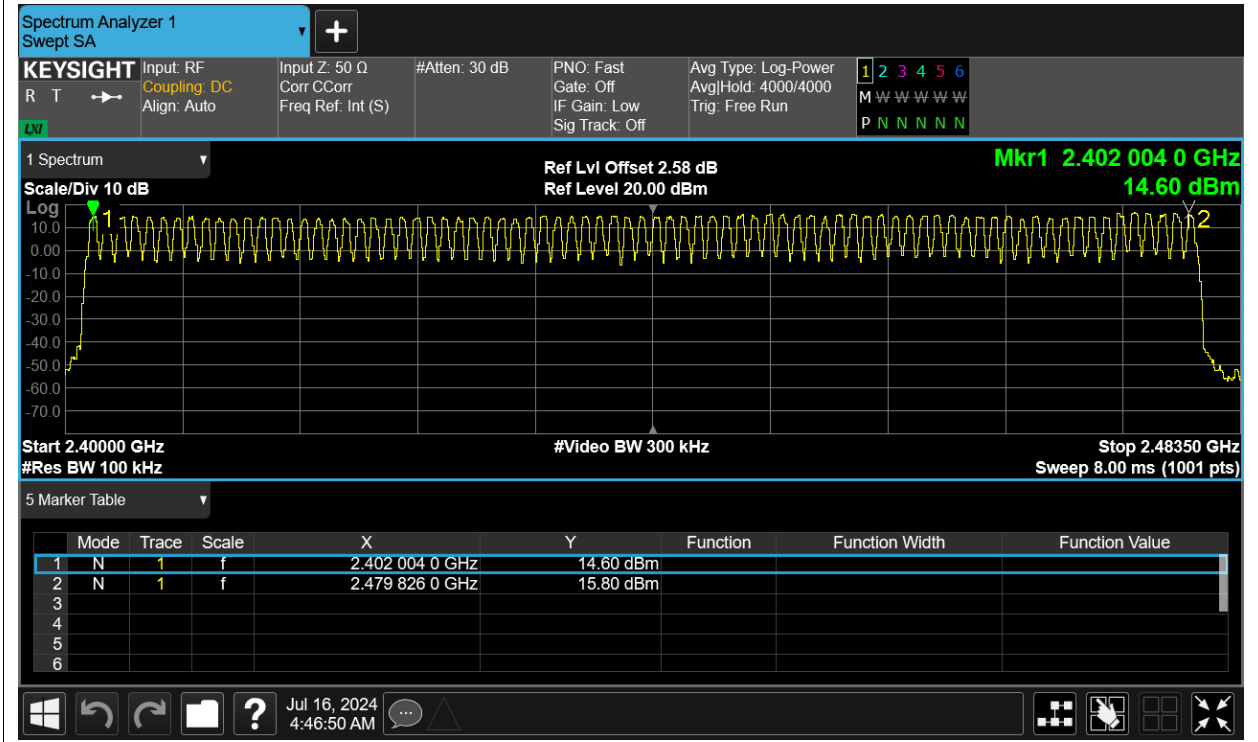 Spectrum Analyzer 1
Swept SA
+
KEYSIGHT Input: RF Input Z: 50 Ω #Atten: 30 dB PNO: Fast Avg Type: Log-Power 1 2 3 4 5 6
R T Coupling: DC Corr CCorr Gate: Off Avg|Hold: 4000/4000 M W W W W W
Align: Auto Freq Ref: Int (S) IF Gain: Low Trig: Free Run
LXI Sig Track: Off P N N N N N
1 Spectrum
Ref Lvl Offset 2.58 dB Mkr1 2.402 004 0 GHz
Scale/Div 10 dB Ref Level 20.00 dBm 14.60 dBm
Log
1 2
10.0
0.00
-10.0
-20.0
-30.0
-40.0
-50.0
-60.0
-70.0
Start 2.40000 GHz #Video BW 300 kHz Stop 2.48350 GHz
#Res BW 100 kHz Sweep 8.00 ms (1001 pts)
5 Marker Table
Mode Trace Scale X Y Function Function Width Function Value
1 N 1 f 2.402 004 0 GHz 14.60 dBm
2 N 1 f 2.479 826 0 GHz 15.80 dBm
3
4
5
6
?
Jul 16, 2024
4:46:50 AM